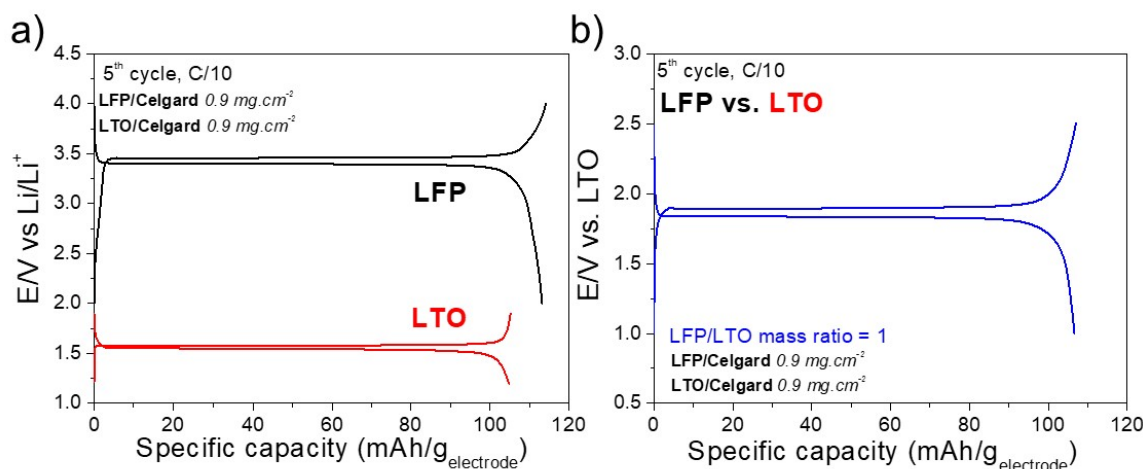 a)
5th cycle, C/10
LFP/Celgard 0.9 mg.cm-2
LTO/Celgard 0.9 mg.cm-2
LFP
LTO
E/V vs Li/Li+
4.5
4.0
3.5
3.0
2.5
2.0
1.5
1.0
0 20 40 60 80 100 120
Specific capacity (mAh/gelectrode)
b)
5th cycle, C/10
LFP vs. LTO
LFP/LTO mass ratio = 1
LFP/Celgard 0.9 mg.cm-2
LTO/Celgard 0.9 mg.cm-2
E/V vs. LTO
3.0
2.5
2.0
1.5
1.0
0.5
0 20 40 60 80 100 120
Specific capacity (mAh/gelectrode)